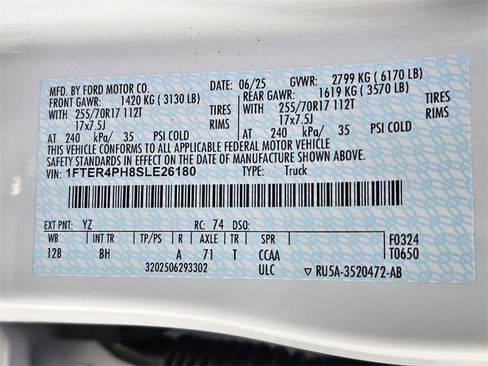 MFD. BY FORD MOTOR CO. 06/25 GVWR: 2799 KG ( 6170 LB)
FRONT GAWR: 1420 KG ( 3130 LB) REAR GAWR: 1619 KG ( 3570 LB)
WITH 255/70R17 112T TIRES WITH 255/70R17 112T TIRES
17x7.5J RIMS 17x7.5J RIMS
AT 240 kPa/ 35 PSI COLD AT 240 kPa/ 35 PSI COLD
THIS VEHICLE CONFORMS TO ALL APPLICABLE FEDERAL MOTOR VEHICLE
SAFETY STANDARDS IN EFFECT ON THE DATE OF MANUFACTURE SHOWN ABOVE.
VIN: 1FTER4PH8SLE26180 TYPE: Truck
EXT PNT: YZ RC: 74 DSO:
WB INT TR TP/PS R AXLE TR SPR F0324
128 BH A 71 T CCAA T0650
3202506293302 ULC RU5A-3520472-AB